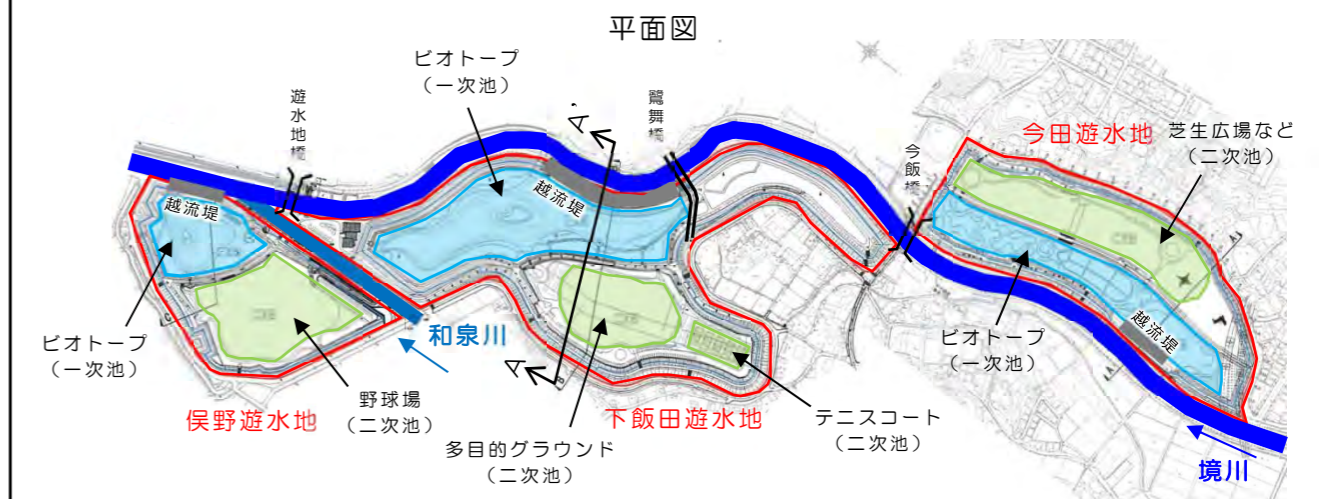 平面図
ビオトープ
（一次池）
遊水地橋
鷺舞橋
今飯橋
今田遊水地
芝生広場など
（二次池）
越流堤
越流堤
越流堤
A
A
和泉川
ビオトープ
（一次池）
ビオトープ
（一次池）
野球場
（二次池）
俣野遊水地
下飯田遊水地
テニスコート
（二次池）
多目的グラウンド
（二次池）
境川